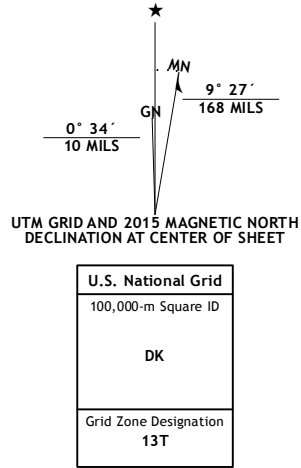 ★
MN
GN
9° 27´
168 MILS
0° 34´
10 MILS
UTM GRID AND 2015 MAGNETIC NORTH
DECLINATION AT CENTER OF SHEET
U.S. National Grid
100,000-m Square ID
DK
Grid Zone Designation
13T